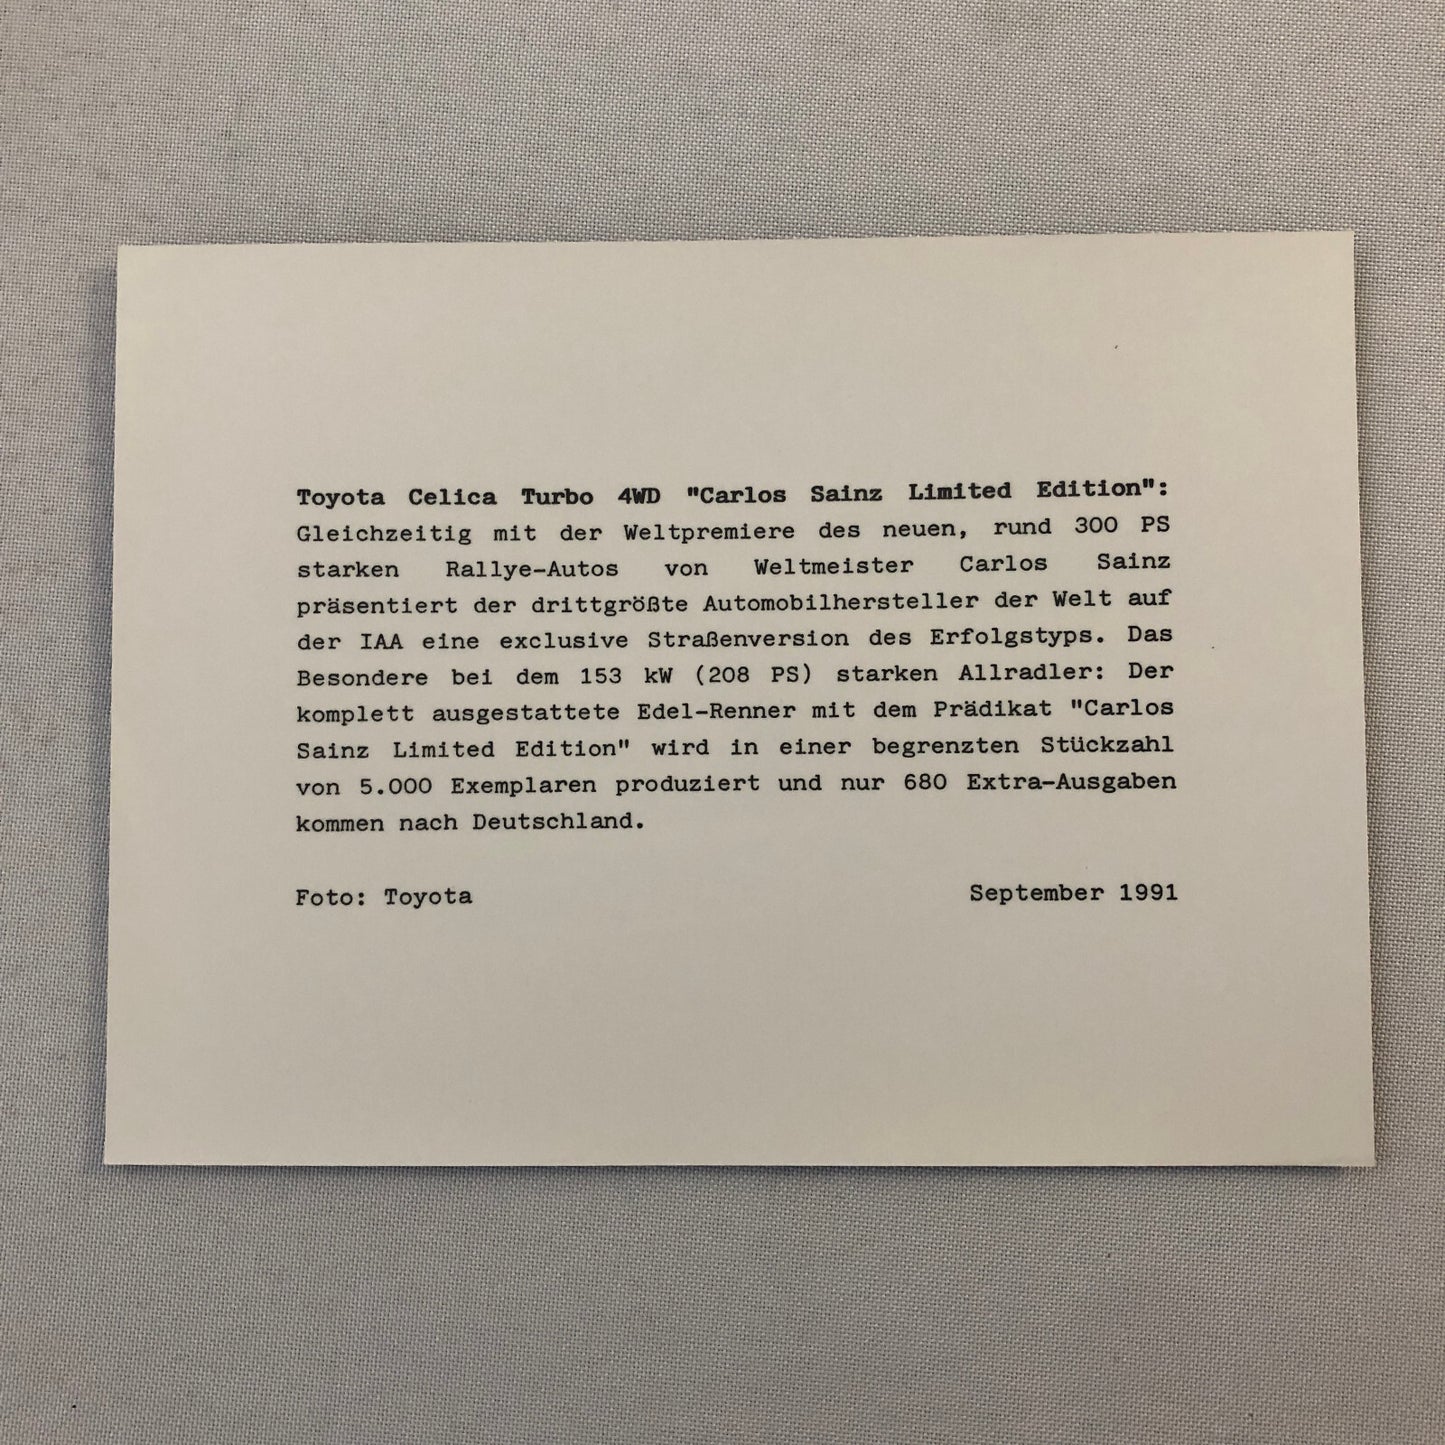 Toyota Celica Turbo 4WD "Carlos Sainz Limited Edition":
Gleichzeitig mit der Weltpremiere des neuen, rund 300 PS
starken Rallye-Autos von Weltmeister Carlos Sainz
präsentiert der drittgrößte Automobilhersteller der Welt auf
der IAA eine exclusive Straßenversion des Erfolgstyps. Das
Besondere bei dem 153 kW (208 PS) starken Allradler: Der
komplett ausgestattete Edel-Renner mit dem Prädikat "Carlos
Sainz Limited Edition" wird in einer begrenzten Stückzahl
von 5.000 Exemplaren produziert und nur 680 Extra-Ausgaben
kommen nach Deutschland.
Foto: Toyota September 1991